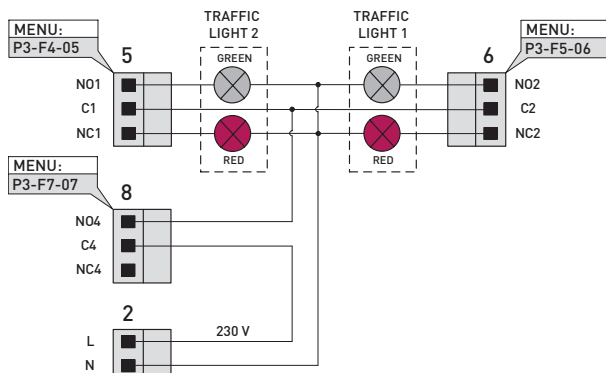 TRAFFIC
LIGHT 2
TRAFFIC
LIGHT 1
MENU:
P3-F4-05
5
GREEN
GREEN
6
MENU:
P3-F5-06
NO1
C1
NC1
NO2
C2
NC2
RED
RED
MENU:
P3-F7-07
8
NO4
C4
NC4
2
230 V
L
N